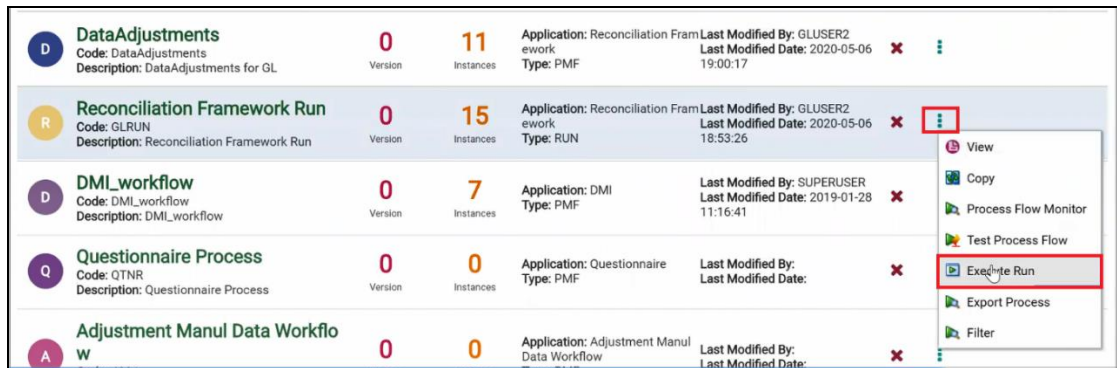 D
DataAdjustments
Code: DataAdjustments
Description: DataAdjustments for GL
0
Version
11
Instances
Application: Reconciliation Fram
ework
Type: PMF
Last Modified By: GLUSER2
Last Modified Date: 2020-05-06
19:00:17
R
Reconciliation Framework Run
Code: GLRUN
Description: Reconciliation Framework Run
0
Version
15
Instances
Application: Reconciliation Fram
ework
Type: RUN
Last Modified By: GLUSER2
Last Modified Date: 2020-05-06
18:53:26
D
DMI_workflow
Code: DMI_workflow
Description: DMI_workflow
0
Version
7
Instances
Application: DMI
Type: PMF
Last Modified By: SUPERUSER
Last Modified Date: 2019-01-28
11:16:41
Q
Questionnaire Process
Code: QTNR
Description: Questionnaire Process
0
Version
0
Instances
Application: Questionnaire
Type: PMF
Last Modified By:
Last Modified Date:
A
Adjustment Manul Data Workflo
w
0
0
Application: Adjustment Manul
Data Workflow
Last Modified By:
Last Modified Date:
View
Copy
Process Flow Monitor
Test Process Flow
Execute Run
Export Process
Filter